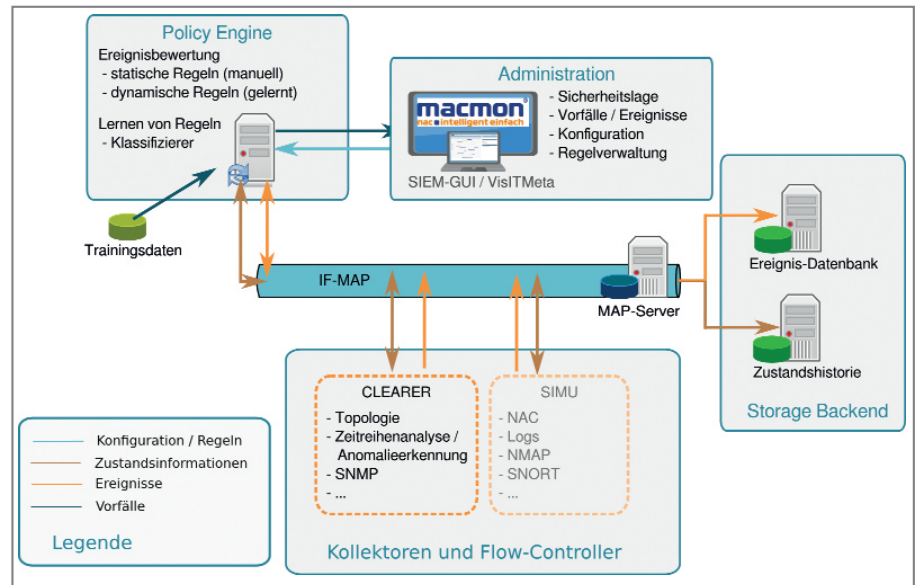 Policy Engine
Ereignisbewertung
- statische Regeln (manuell)
- dynamische Regeln (gelernt)
Lernen von Regeln
- Klassifizierer
Trainingsdaten
Administration
macmon
nac intelligent einfach
SIEM-GUI / VisITMeta
- Sicherheitslage
- Vorfälle / Ereignisse
- Konfiguration
- Regelverwaltung
IF-MAP
MAP-Server
Ereignis-Datenbank
Zustandshistorie
Storage Backend
CLEARER
- Topologie
- Zeitreihenanalyse /
Anomalieerkennung
- SNMP
- ...
SIMU
- NAC
- Logs
- NMAP
- SNORT
- ...
Kollektoren und Flow-Controller
Konfiguration / Regeln
Zustandsinformationen
Ereignisse
Vorfälle
Legende